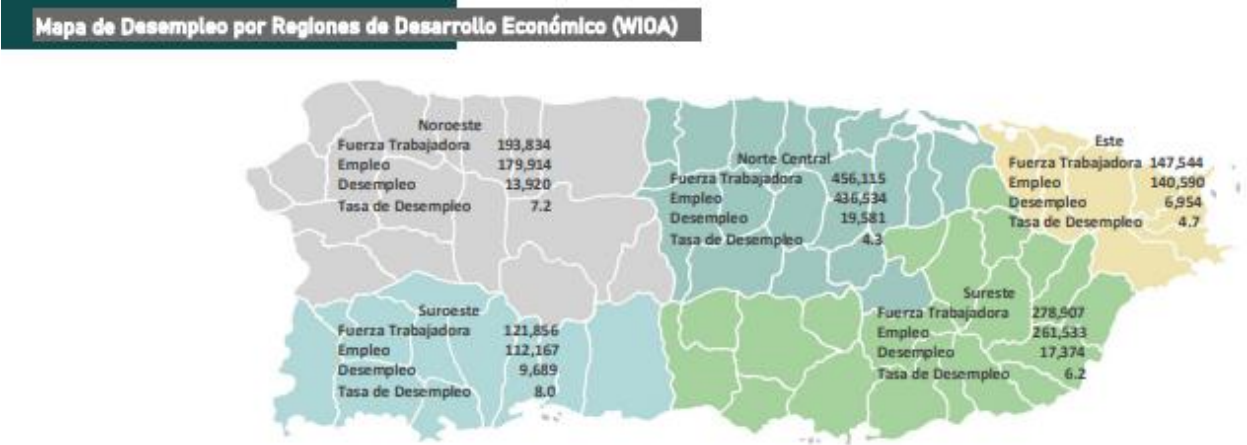 Mapa de Desempleo por Regiones de Desarrollo Económico (WIOA)
Noroeste
Fuerza Trabajadora 193,834
Empleo 179,914
Desempleo 13,920
Tasa de Desempleo 7.2
Norte Central
Fuerza Trabajadora 456,115
Empleo 436,534
Desempleo 19,581
Tasa de Desempleo 4.3
Este
Fuerza Trabajadora 147,544
Empleo 140,590
Desempleo 6,954
Tasa de Desempleo 4.7
Suroeste
Fuerza Trabajadora 121,856
Empleo 112,167
Desempleo 9,689
Tasa de Desempleo 8.0
Sureste
Fuerza Trabajadora 278,907
Empleo 261,533
Desempleo 17,374
Tasa de Desempleo 6.2